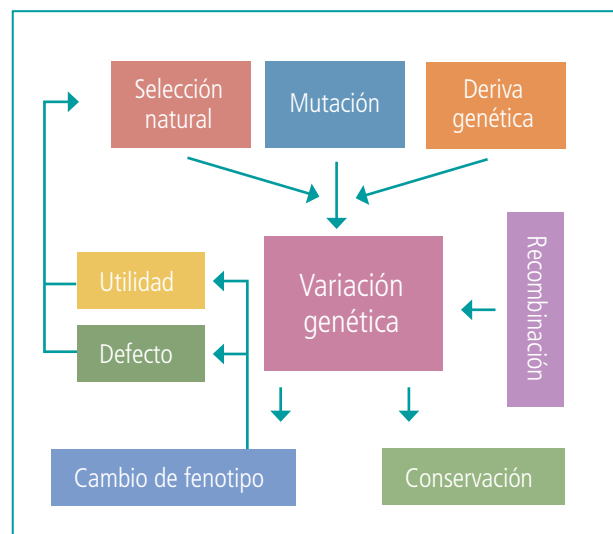 Selección
natural
Mutación
Deriva
genética
Utilidad
Defecto
Variación
genética
Recombinación
Cambio de fenotipo
Conservación